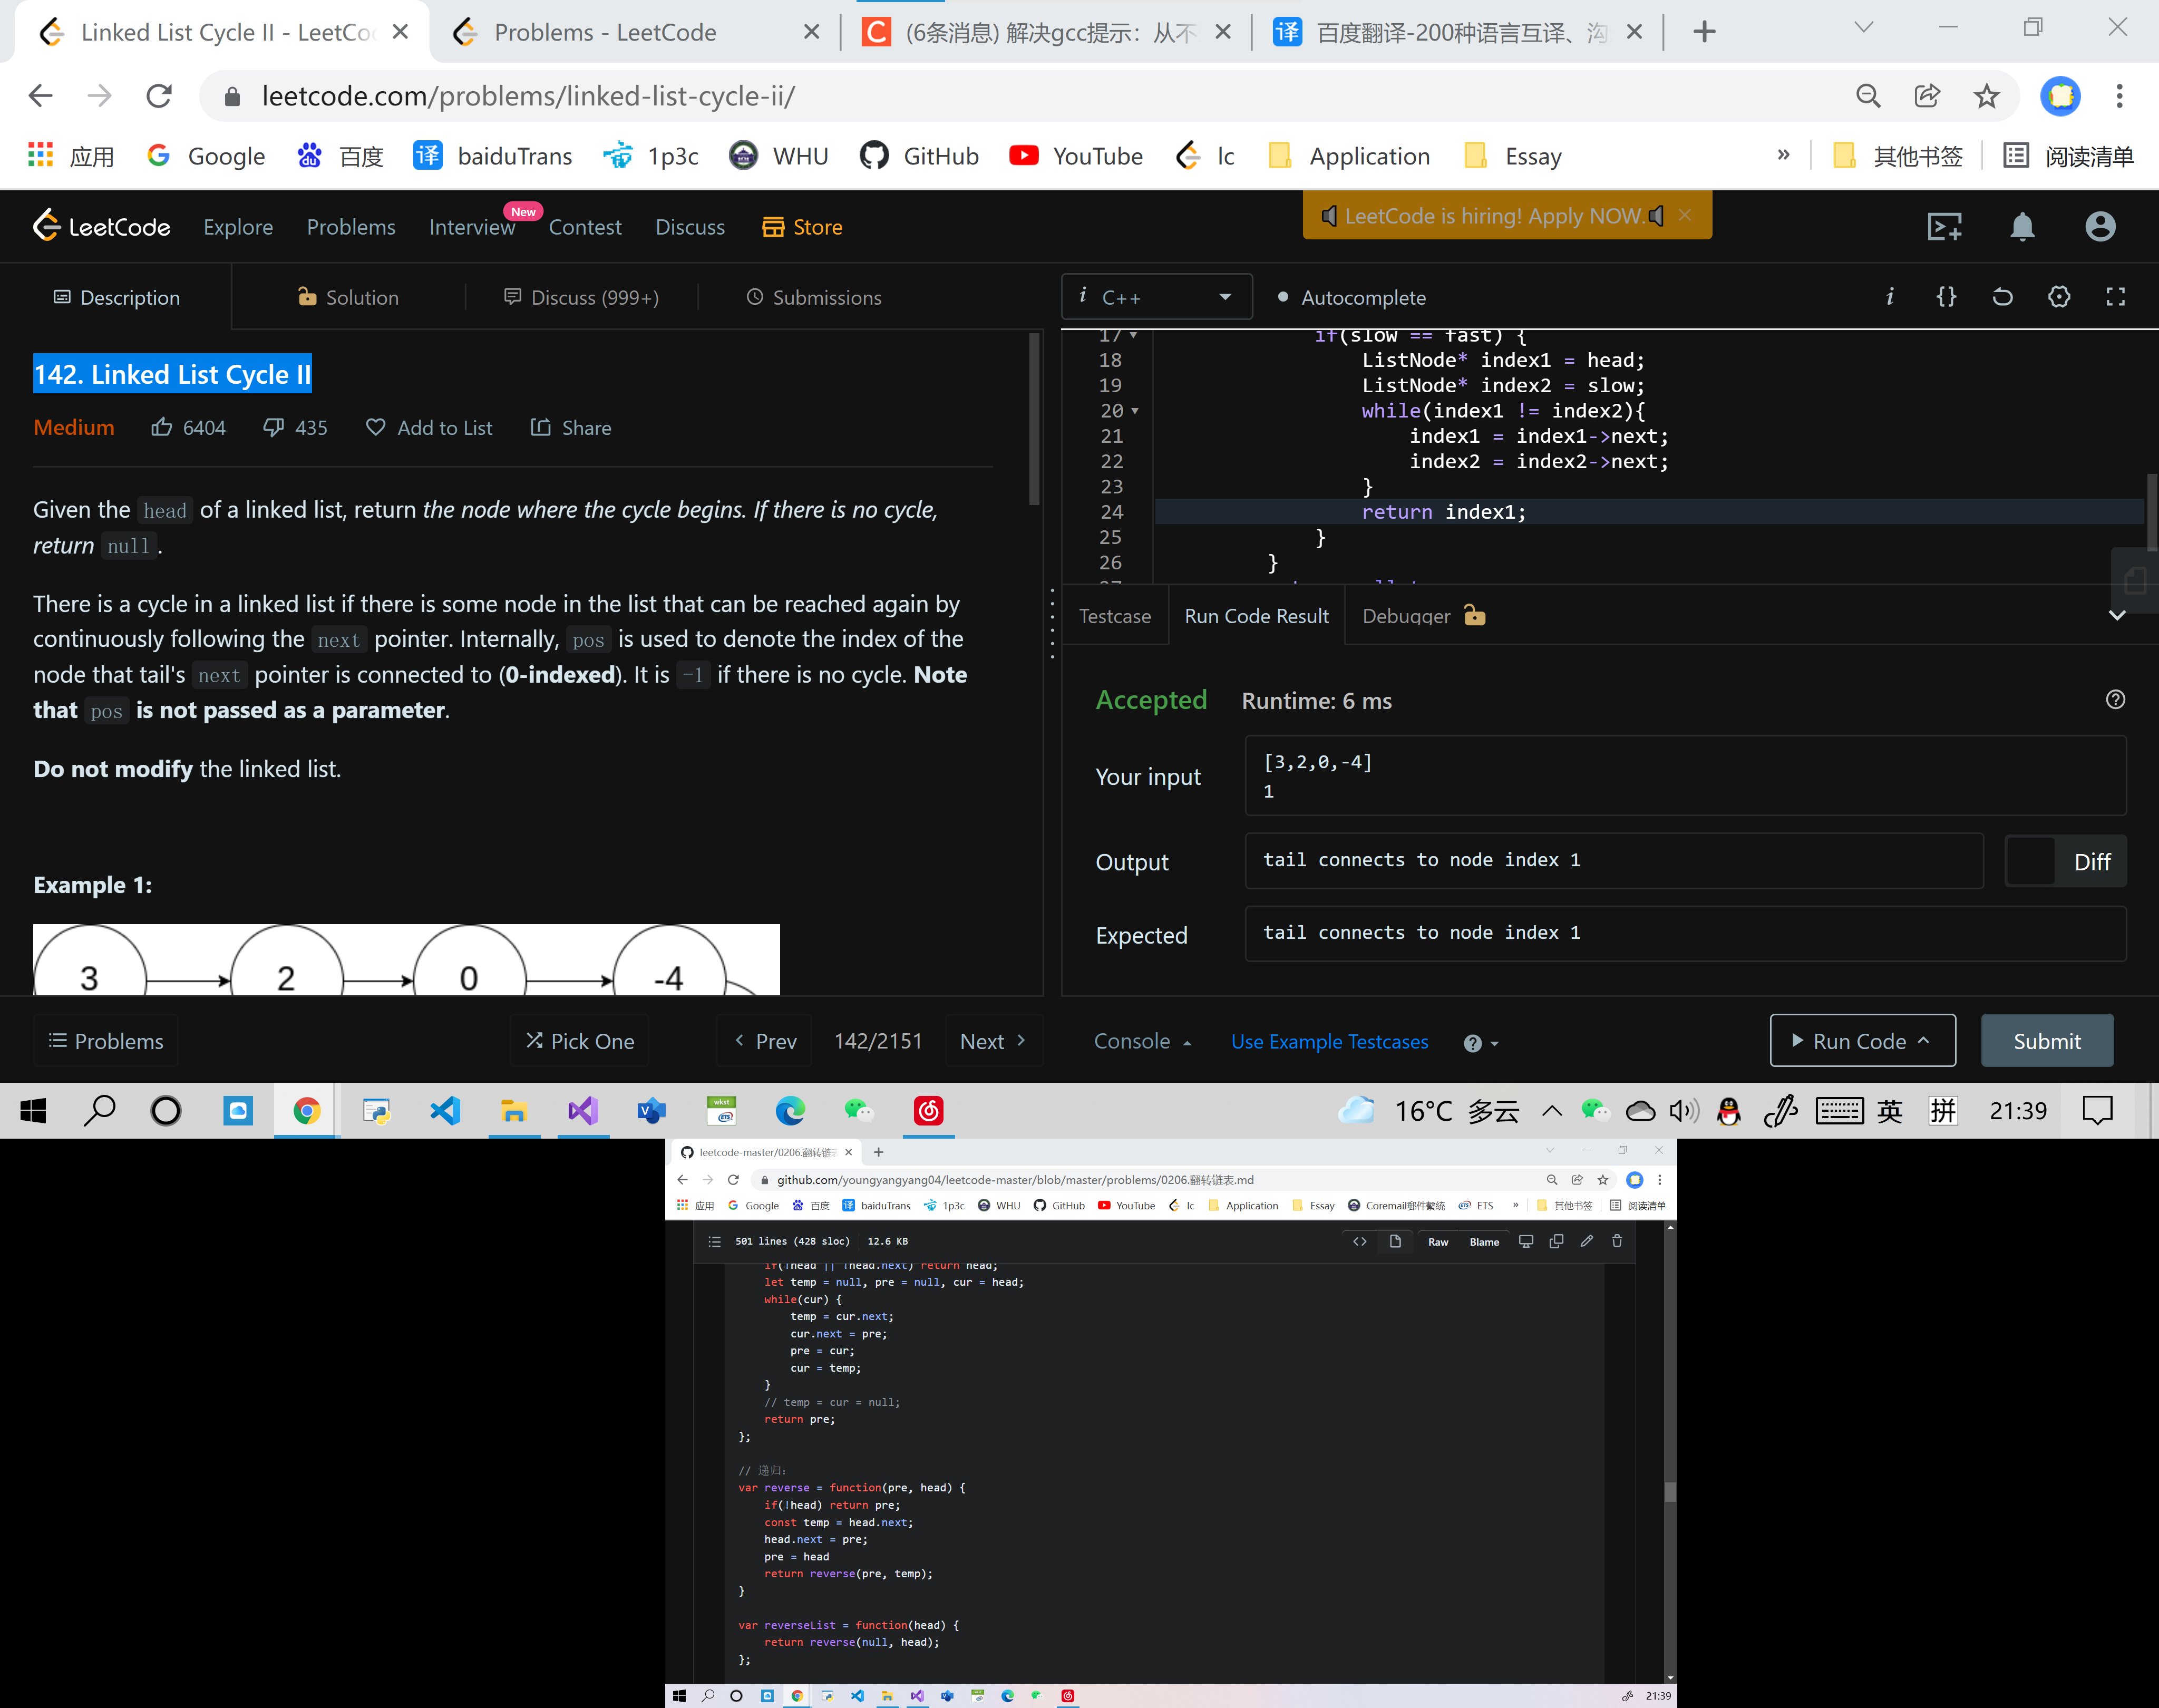 Linked List Cycle II - LeetCo
Problems - LeetCode
(6条消息) 解决gcc提示：从不
百度翻译-200种语言互译、沟
leetcode.com/problems/linked-list-cycle-ii/
应用 Google 百度 baiduTrans 1p3c WHU GitHub YouTube lc Application Essay » 其他书签 阅读清单
LeetCode Explore Problems Interview New Contest Discuss Store LeetCode is hiring! Apply NOW.
Description Solution Discuss (999+) Submissions
142. Linked List Cycle II
Medium 6404 435 Add to List Share
Given the head of a linked list, return the node where the cycle begins. If there is no cycle,
return null.
There is a cycle in a linked list if there is some node in the list that can be reached again by
continuously following the next pointer. Internally, pos is used to denote the index of the
node that tail's next pointer is connected to (0-indexed). It is -1 if there is no cycle. Note
that pos is not passed as a parameter.
Do not modify the linked list.
Example 1:
3 2 0 -4
Problems Pick One Prev 142/2151 Next
i C++ Autocomplete
17 if(slow == fast) {
18 ListNode* index1 = head;
19 ListNode* index2 = slow;
20 while(index1 != index2){
21 index1 = index1->next;
22 index2 = index2->next;
23 }
24 return index1;
25 }
26 }
Testcase Run Code Result Debugger
Accepted Runtime: 6 ms
Your input
[3,2,0,-4]
1
Output tail connects to node index 1 Diff
Expected tail connects to node index 1
Console Use Example Testcases Run Code Submit
16°C 多云 英 拼 21:39
leetcode-master/0206.翻转链表
github.com/youngyangyang04/leetcode-master/blob/master/problems/0206.翻转链表.md
应用 Google 百度 baiduTrans 1p3c WHU GitHub YouTube lc Application Essay Coremail郵件繫統 ETS » 其他书签 阅读清单
501 lines (428 sloc) 12.6 KB Raw Blame
if(!head || !head.next) return head;
let temp = null, pre = null, cur = head;
while(cur) {
temp = cur.next;
cur.next = pre;
pre = cur;
cur = temp;
}
// temp = cur = null;
return pre;
};
// 递归：
var reverse = function(pre, head) {
if(!head) return pre;
const temp = head.next;
head.next = pre;
pre = head
return reverse(pre, temp);
}
var reverseList = function(head) {
return reverse(null, head);
};
21:39